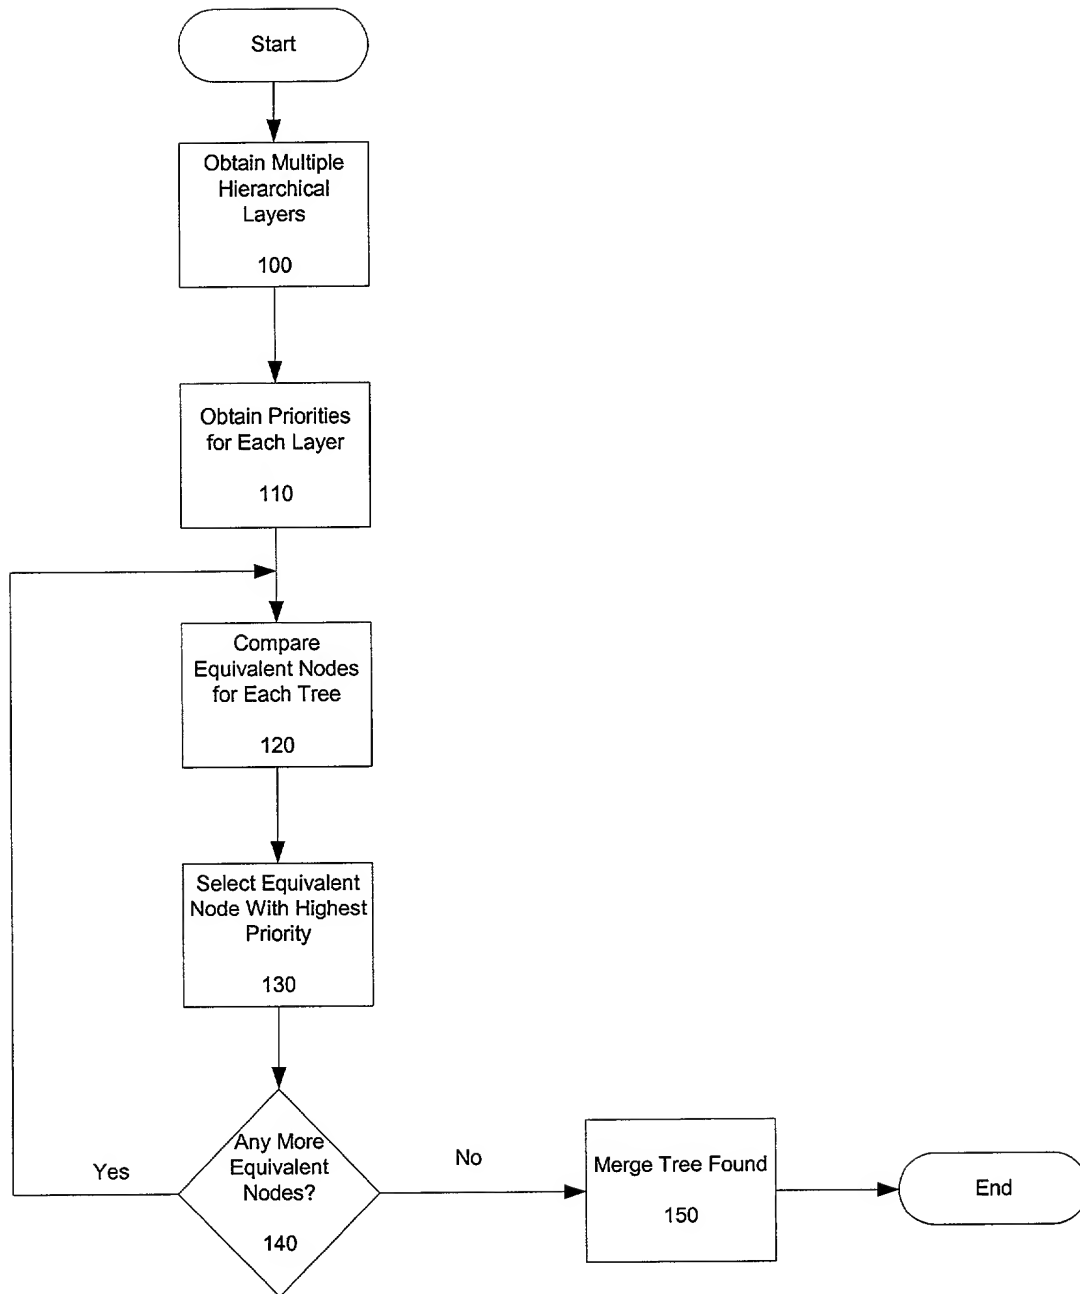 Start
Obtain Multiple
Hierarchical
Layers
100
Obtain Priorities
for Each Layer
110
Compare
Equivalent Nodes
for Each Tree
120
Select Equivalent
Node With Highest
Priority
130
Any More
Equivalent
Nodes?
140
Yes
No
Merge Tree Found
150
End